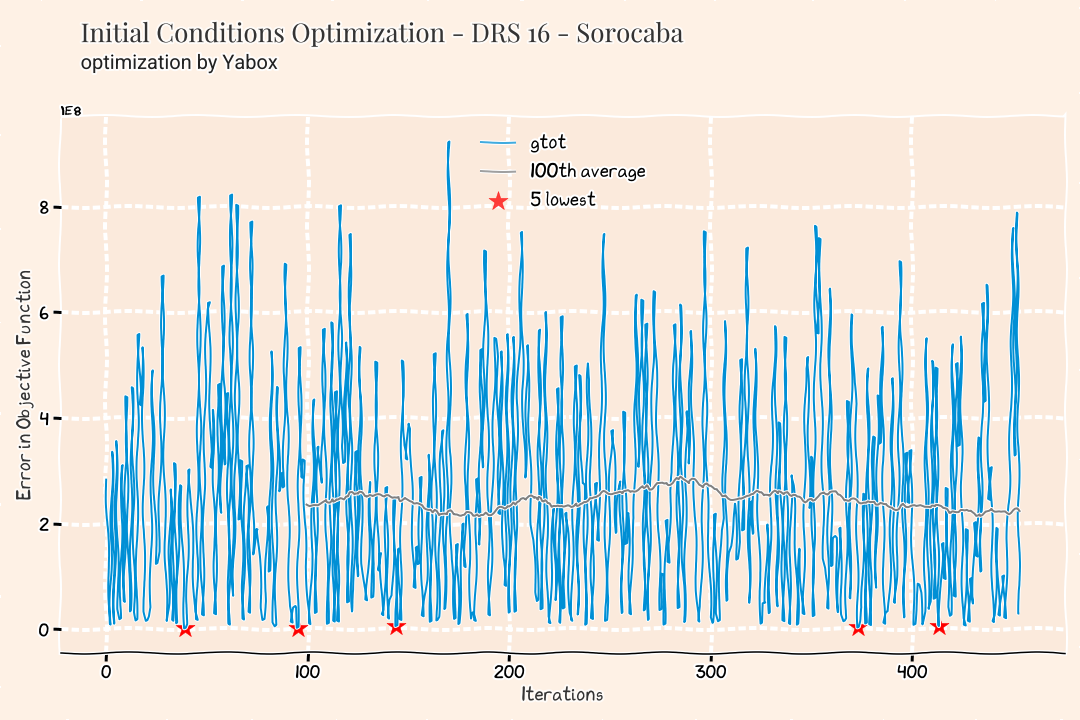 Initial Conditions Optimization - DRS 16 - Sorocaba
optimization by Yabox
1E8
gtot
100th average
5 lowest
8
6
4
2
0
Error in Objective Function
0 100 200 300 400
Iterations